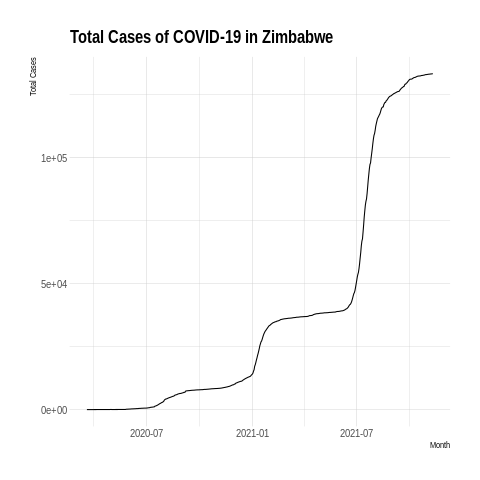 Total Cases of COVID-19 in Zimbabwe
Total Cases
1e+05
5e+04
0e+00
2020-07 2021-01 2021-07
Month